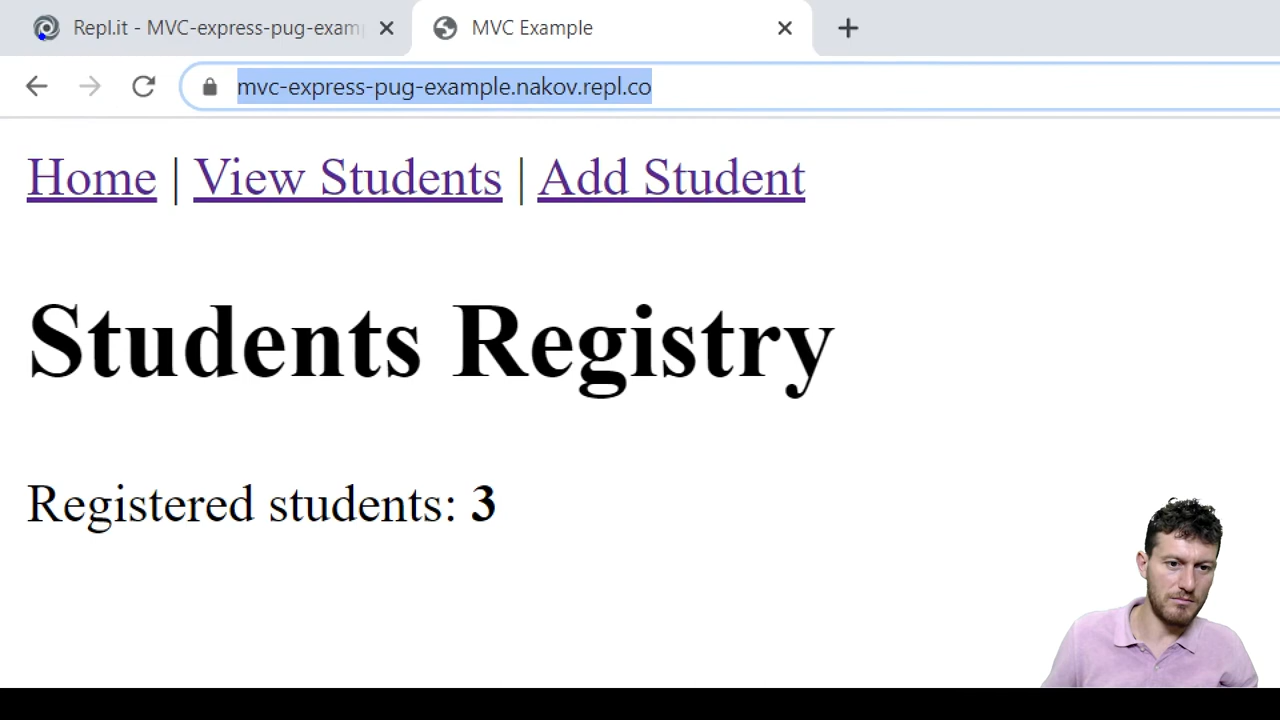 Repl.it - MVC-express-pug-exam
MVC Example
mvc-express-pug-example.nakov.repl.co
Home | View Students | Add Student
Students Registry
Registered students: 3